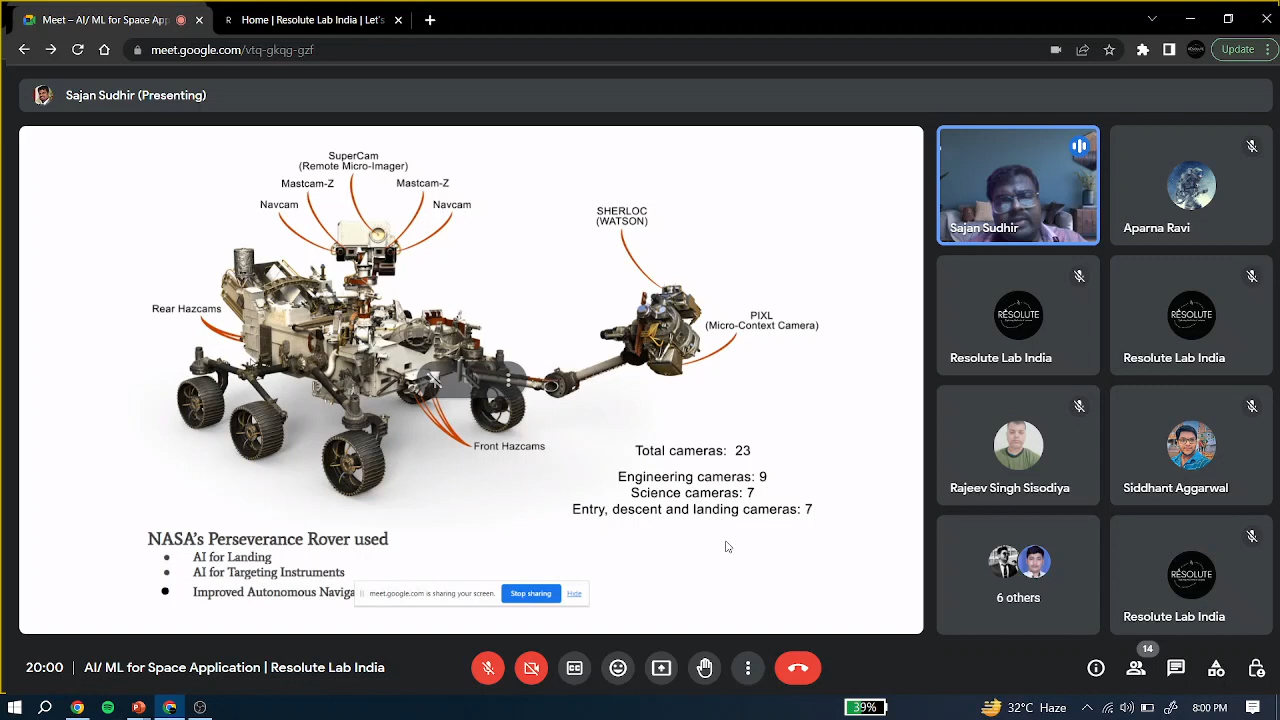 Meet - AI/ ML for Space App
Home | Resolute Lab India | Let's
meet.google.com/vtq-gkqg-gzf
Update
Sajan Sudhir (Presenting)
SuperCam
(Remote Micro-Imager)
Mastcam-Z
Mastcam-Z
Navcam
Navcam
SHERLOC
(WATSON)
Rear Hazcams
PIXL
(Micro-Context Camera)
Front Hazcams
Total cameras: 23
Engineering cameras: 9
Science cameras: 7
Entry, descent and landing cameras: 7
NASA's Perseverance Rover used
• AI for Landing
• AI for Targeting Instruments
• Improved Autonomous Naviga
meet.google.com is sharing your screen.
Stop sharing
Hide
Sajan Sudhir
Aparna Ravi
RÉSOLUTE
Resolute Lab India
RÉSOLUTE
Resolute Lab India
Rajeev Singh Sisodiya
Siddhant Aggarwal
6 others
RÉSOLUTE
Resolute Lab India
20:00 | AI/ ML for Space Application | Resolute Lab India
14
39%
32°C Haze
8:00 PM